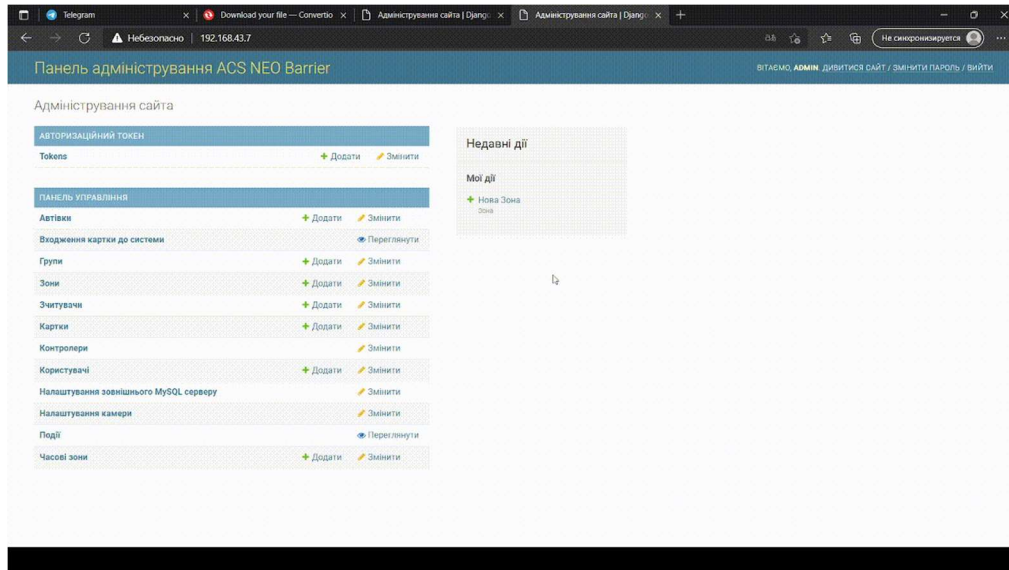 Telegram
Download your file — Convertio
Адміністрування сайта | Django
Адміністрування сайта | Django
Небезопасно | 192.168.43.7
Не синхронизируется
Панель адміністрування ACS NEO Barrier
ВІТАЄМО, ADMIN. ДИВИТИСЯ САЙТ / ЗМІНИТИ ПАРОЛЬ / ВИЙТИ
Адміністрування сайта
АВТОРИЗАЦІЙНИЙ ТОКЕН
Tokens Додати Змінити
ПАНЕЛЬ УПРАВЛІННЯ
Автівки Додати Змінити
Входження картки до системи Переглянути
Групи Додати Змінити
Зони Додати Змінити
Зчитувачи Додати Змінити
Картки Додати Змінити
Контролери Змінити
Користувачі Додати Змінити
Налаштування зовнішнього MySQL серверу Змінити
Налаштування камери Змінити
Події Переглянути
Часові зони Додати Змінити
Недавні дії
Мої дії
Нова Зона
Зона